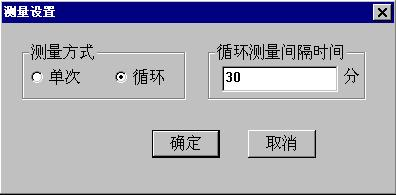 测量设置
测量方式
单次 循环
循环测量间隔时间
30 分
确定 取消